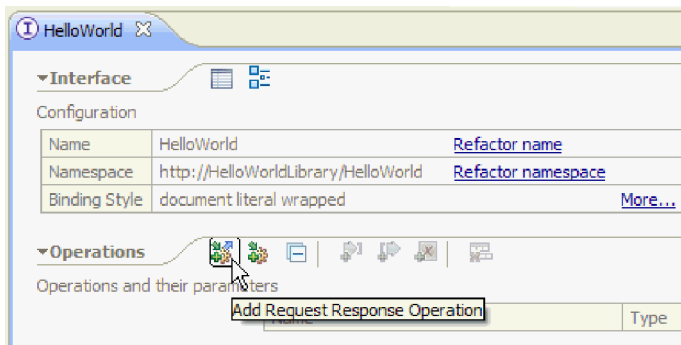 HelloWorld
Interface
Configuration
Name HelloWorld Refactor name
Namespace http://HelloWorldLibrary/HelloWorld Refactor namespace
Binding Style document literal wrapped More...
Operations
Operations and their parameters
Add Request Response Operation
Name Type